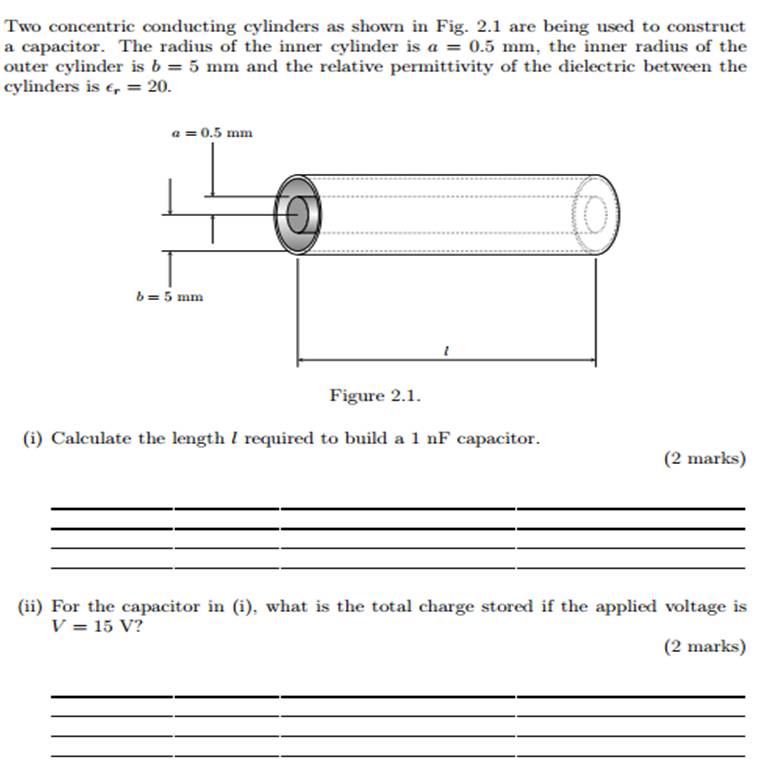 Two concentric conducting cylinders as shown in Fig. 2.1 are being used to construct
a capacitor. The radius of the inner cylinder is a = 0.5 mm, the inner radius of the
outer cylinder is b = 5 mm and the relative permittivity of the dielectric between the
cylinders is ϵᵣ = 20.
a = 0.5 mm
b = 5 mm
l
Figure 2.1.
(i) Calculate the length l required to build a 1 nF capacitor.
(2 marks)
(ii) For the capacitor in (i), what is the total charge stored if the applied voltage is
V = 15 V?
(2 marks)